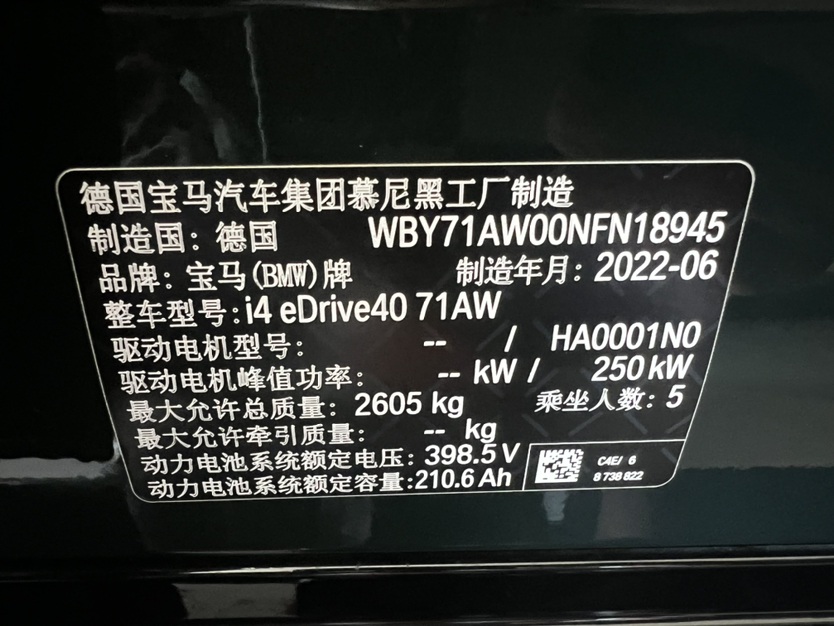 德国宝马汽车集团慕尼黑工厂制造
制造国：德国 WBY71AW00NFN18945
品牌：宝马(BMW)牌 制造年月：2022-06
整车型号：i4 eDrive40 71AW
驱动电机型号： -- / HA0001N0
驱动电机峰值功率： -- kW / 250 kW
最大允许总质量： 2605 kg 乘坐人数：5
最大允许牵引质量： -- kg
动力电池系统额定电压：398.5 V
动力电池系统额定容量：210.6 Ah
C4E/ 6
8 738 822